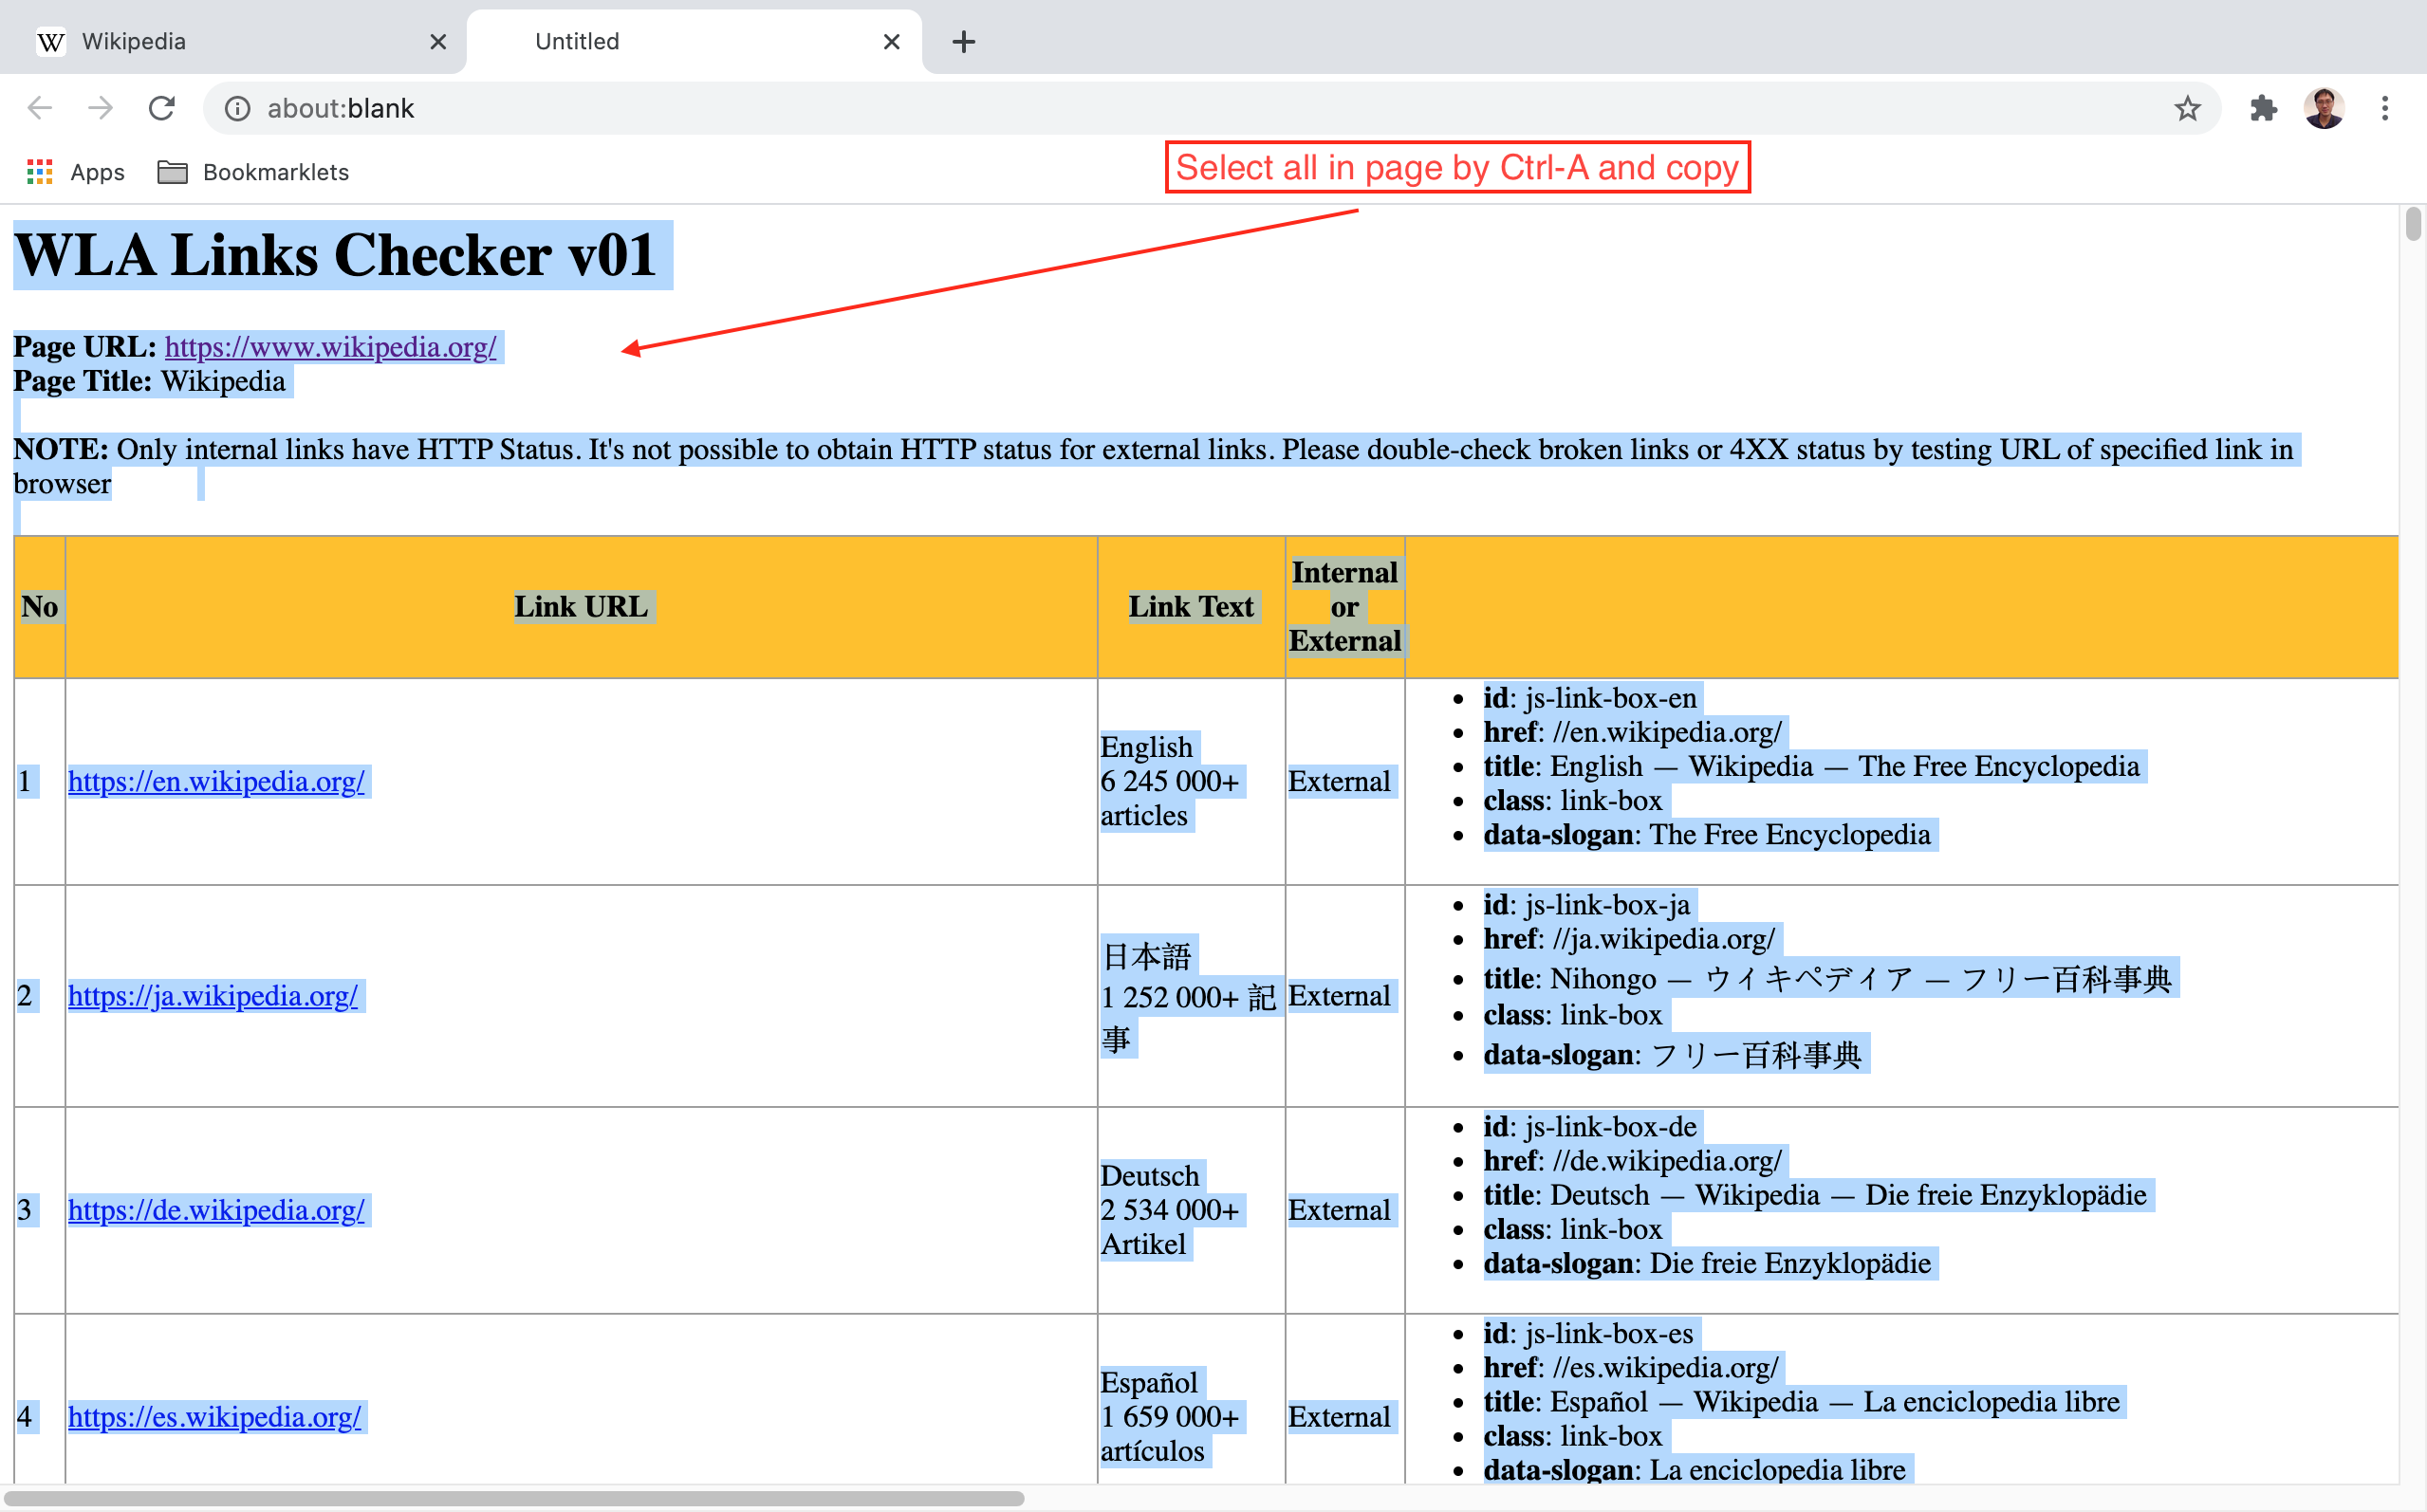 W Wikipedia
Untitled
about:blank
Apps
Bookmarklets
Select all in page by Ctrl-A and copy
WLA Links Checker v01
Page URL: https://www.wikipedia.org/
Page Title: Wikipedia
NOTE: Only internal links have HTTP Status. It's not possible to obtain HTTP status for external links. Please double-check broken links or 4XX status by testing URL of specified link in
browser
No
Link URL
Link Text
Internal
or
External
1
https://en.wikipedia.org/
English
6 245 000+
articles
External
id: js-link-box-en
href: //en.wikipedia.org/
title: English — Wikipedia — The Free Encyclopedia
class: link-box
data-slogan: The Free Encyclopedia
2
https://ja.wikipedia.org/
日本語
1 252 000+ 記
事
External
id: js-link-box-ja
href: //ja.wikipedia.org/
title: Nihongo — ウィキペディア — フリー百科事典
class: link-box
data-slogan: フリー百科事典
3
https://de.wikipedia.org/
Deutsch
2 534 000+
Artikel
External
id: js-link-box-de
href: //de.wikipedia.org/
title: Deutsch — Wikipedia — Die freie Enzyklopädie
class: link-box
data-slogan: Die freie Enzyklopädie
4
https://es.wikipedia.org/
Español
1 659 000+
artículos
External
id: js-link-box-es
href: //es.wikipedia.org/
title: Español — Wikipedia — La enciclopedia libre
class: link-box
data-slogan: La enciclopedia libre